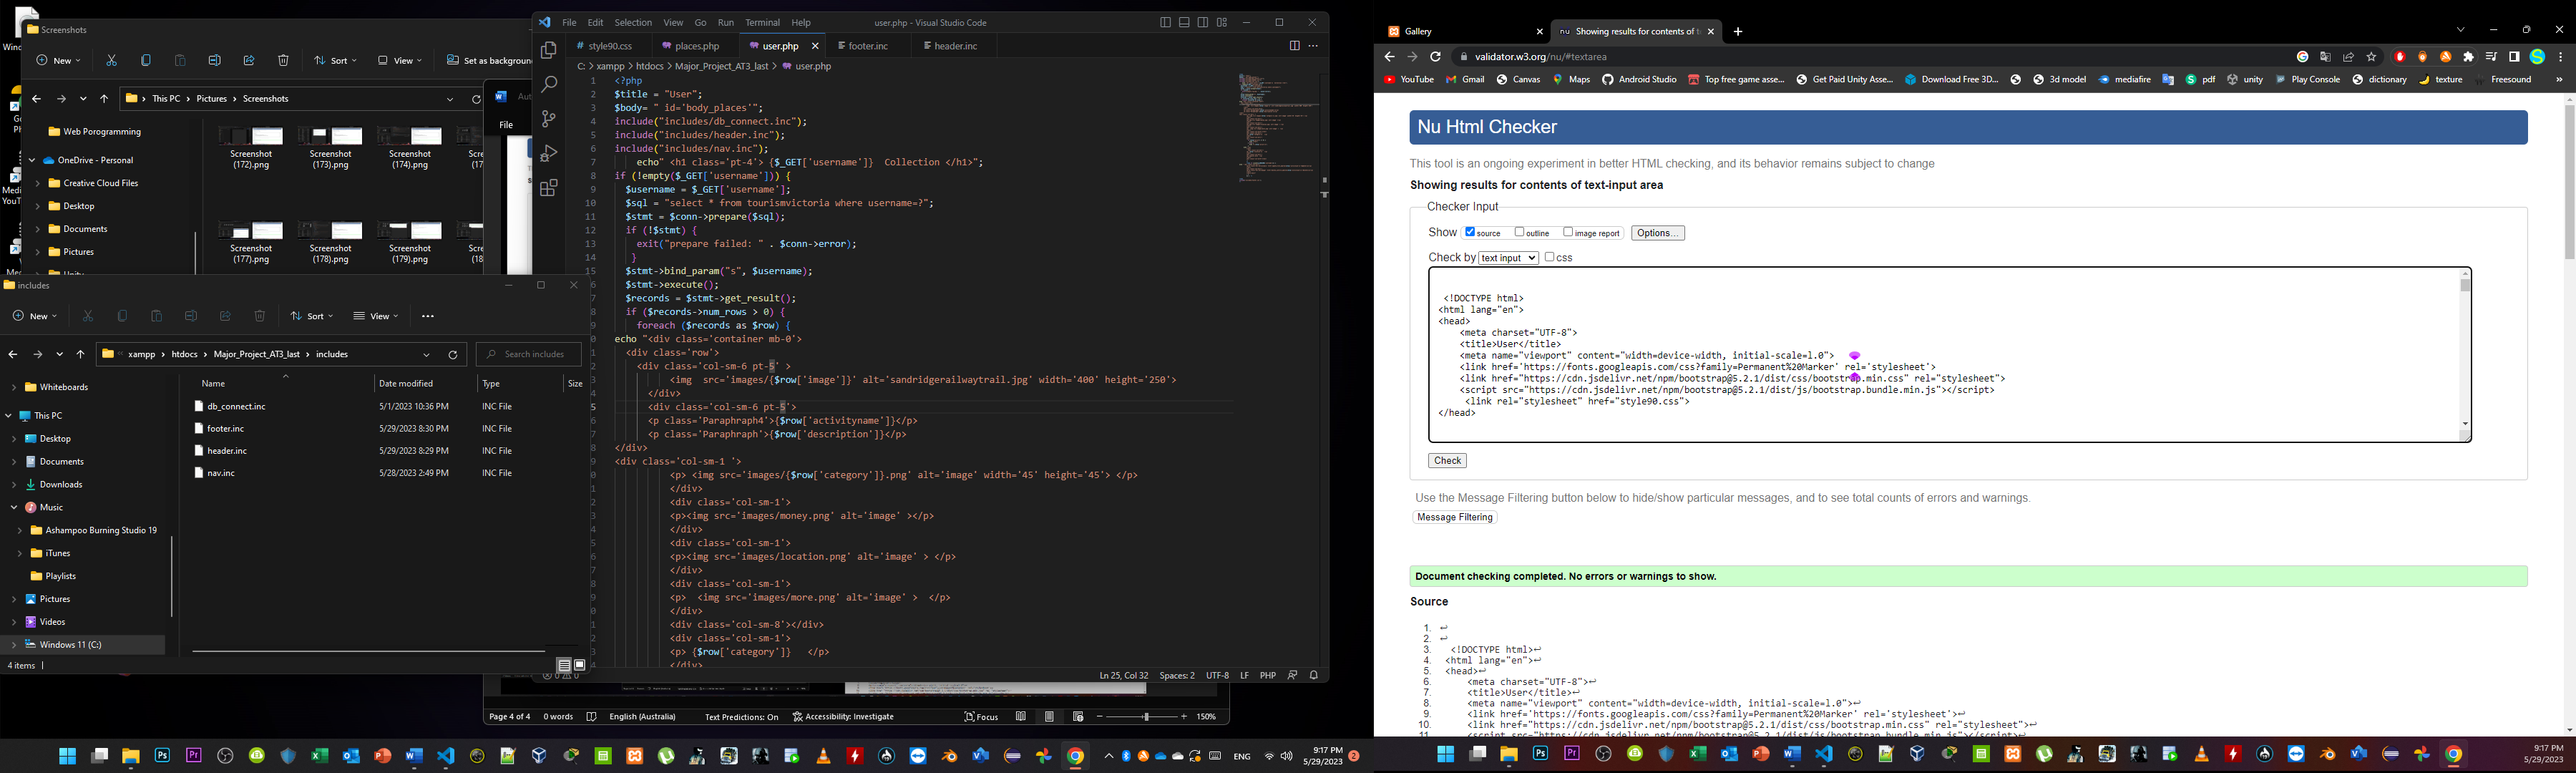 Screenshots
New
Sort
View
Set as background
This PC > Pictures > Screenshots
Web Porogramming
OneDrive - Personal
Creative Cloud Files
Desktop
Documents
Pictures
Screenshot (172).png
Screenshot (173).png
Screenshot (174).png
Screenshot (177).png
Screenshot (178).png
Screenshot (179).png
includes
New
Sort
View
xampp > htdocs > Major_Project_AT3_last > includes
Search includes
Name Date modified Type Size
db_connect.inc 5/1/2023 10:36 PM INC File
footer.inc 5/29/2023 8:30 PM INC File
header.inc 5/29/2023 8:29 PM INC File
nav.inc 5/28/2023 2:49 PM INC File
Whiteboards
This PC
Desktop
Documents
Downloads
Music
Ashampoo Burning Studio 19
iTunes
Playlists
Pictures
Videos
Windows 11 (C:)
4 items
File
File Edit Selection View Go Run Terminal Help
user.php - Visual Studio Code
style90.css places.php user.php footer.inc header.inc
C: > xampp > htdocs > Major_Project_AT3_last > user.php
<?php
$title = "User";
$body= " id='body_places'";
include("includes/db_connect.inc");
include("includes/header.inc");
include("includes/nav.inc");
echo" <h1 class='pt-4'> {$_GET['username']} Collection </h1>";
if (!empty($_GET['username'])) {
$username = $_GET['username'];
$sql = "select * from tourismvictoria where username=?";
$stmt = $conn->prepare($sql);
if (!$stmt) {
exit("prepare failed: " . $conn->error);
}
$stmt->bind_param("s", $username);
$stmt->execute();
$records = $stmt->get_result();
if ($records->num_rows > 0) {
foreach ($records as $row) {
echo "<div class='container mb-0'>
<div class='row'>
<div class='col-sm-6 pt-5' >
<img src='images/{$row['image']}' alt='sandridgerailwaytrail.jpg' width='400' height='250'>
</div>
<div class='col-sm-6 pt-5'>
<p class='Paragraph4'>{$row['activityname']}</p>
<p class='Paragraph'>{$row['description']}</p>
</div>
<div class='col-sm-1 '>
<p> <img src='images/{$row['category']}.png' alt='image' width='45' height='45'> </p>
</div>
<div class='col-sm-1'>
<p><img src='images/money.png' alt='image' ></p>
</div>
<div class='col-sm-1'>
<p><img src='images/location.png' alt='image' > </p>
</div>
<div class='col-sm-1'>
<p> <img src='images/more.png' alt='image' > </p>
</div>
<div class='col-sm-8'></div>
<div class='col-sm-1'>
<p> {$row['category']} </p>
</div>
Ln 25, Col 32 Spaces: 2 UTF-8 LF PHP
Page 4 of 4 0 words English (Australia) Text Predictions: On Accessibility: Investigate Focus 150%
ENG 9:17 PM
5/29/2023 2
Gallery
Showing results for contents of t
validator.w3.org/nu/#textarea
YouTube Gmail Canvas Maps Android Studio Top free game asse... Get Paid Unity Asse... Download Free 3D... 3d model mediafire pdf unity Play Console dictionary texture Freesound
Nu Html Checker
This tool is an ongoing experiment in better HTML checking, and its behavior remains subject to change
Showing results for contents of text-input area
Checker Input
Show source outline image report Options...
Check by text input css
<!DOCTYPE html>
<html lang="en">
<head>
<meta charset="UTF-8">
<title>User</title>
<meta name="viewport" content="width=device-width, initial-scale=1.0">
<link href='https://fonts.googleapis.com/css?family=Permanent%20Marker' rel='stylesheet'>
<link href="https://cdn.jsdelivr.net/npm/bootstrap@5.2.1/dist/css/bootstrap.min.css" rel="stylesheet">
<script src="https://cdn.jsdelivr.net/npm/bootstrap@5.2.1/dist/js/bootstrap.bundle.min.js"></script>
<link rel="stylesheet" href="style90.css">
</head>
Check
Use the Message Filtering button below to hide/show particular messages, and to see total counts of errors and warnings.
Message Filtering
Document checking completed. No errors or warnings to show.
Source
1. ↩
2. ↩
3. <!DOCTYPE html>↩
4. <html lang="en">↩
5. <head>↩
6. <meta charset="UTF-8">↩
7. <title>User</title>↩
8. <meta name="viewport" content="width=device-width, initial-scale=1.0">↩
9. <link href='https://fonts.googleapis.com/css?family=Permanent%20Marker' rel='stylesheet'>↩
10. <link href="https://cdn.jsdelivr.net/npm/bootstrap@5.2.1/dist/css/bootstrap.min.css" rel="stylesheet">↩
9:17 PM
5/29/2023